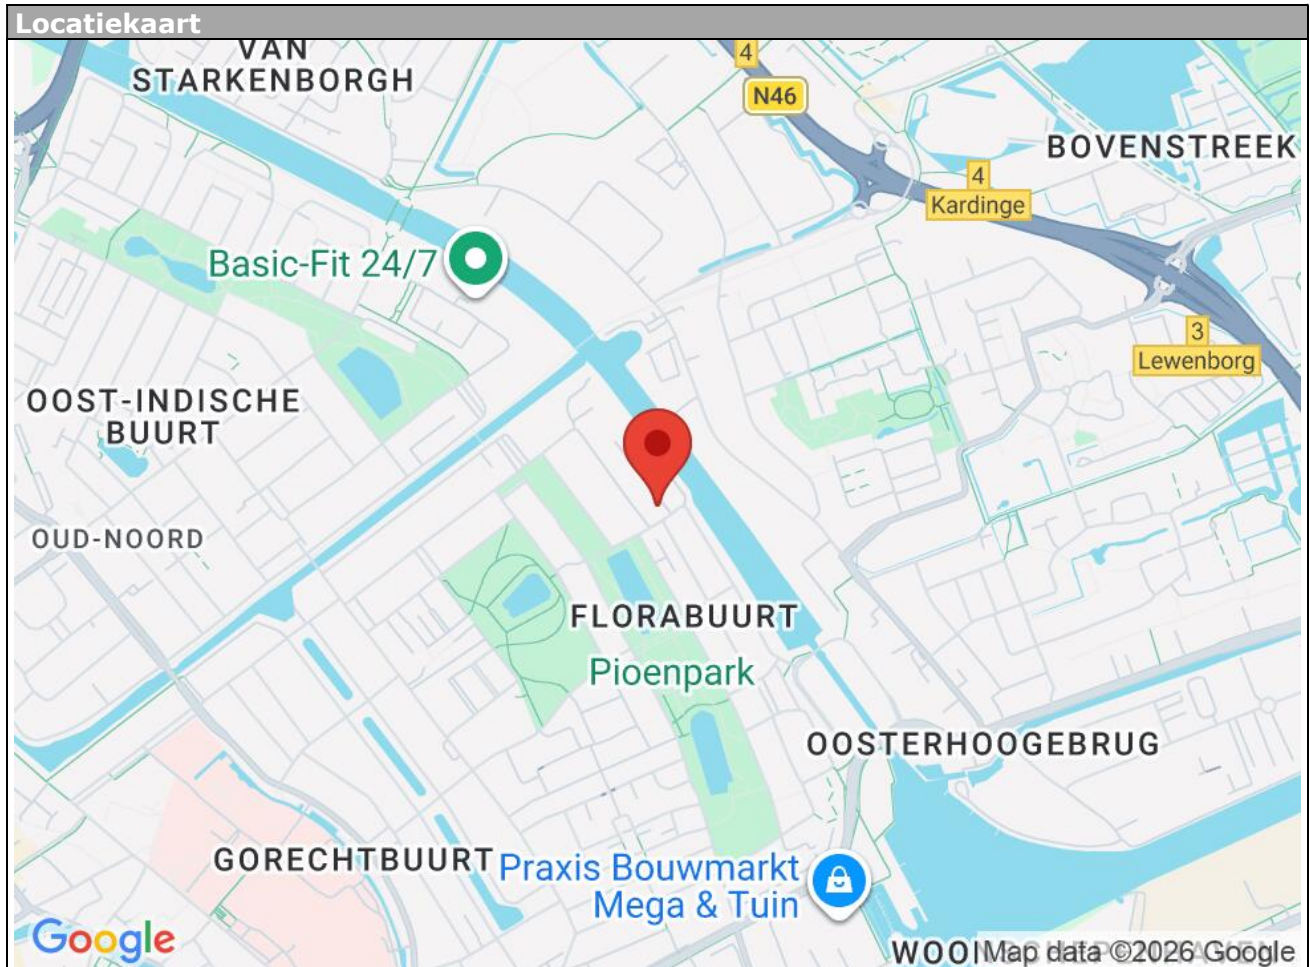 Locatiekaart
VAN
STARKENBORGH
4
N46
BOVENSTREEK
4
Kardinge
Basic-Fit 24/7
3
Lewenborg
OOST-INDISCHE
BUURT
OUD-NOORD
FLORABUURT
Pioenpark
OOSTERHOOGEBRUG
GORECHTBUURT
Praxis Bouwmarkt
Mega & Tuin
Google
Map data ©2026 Google